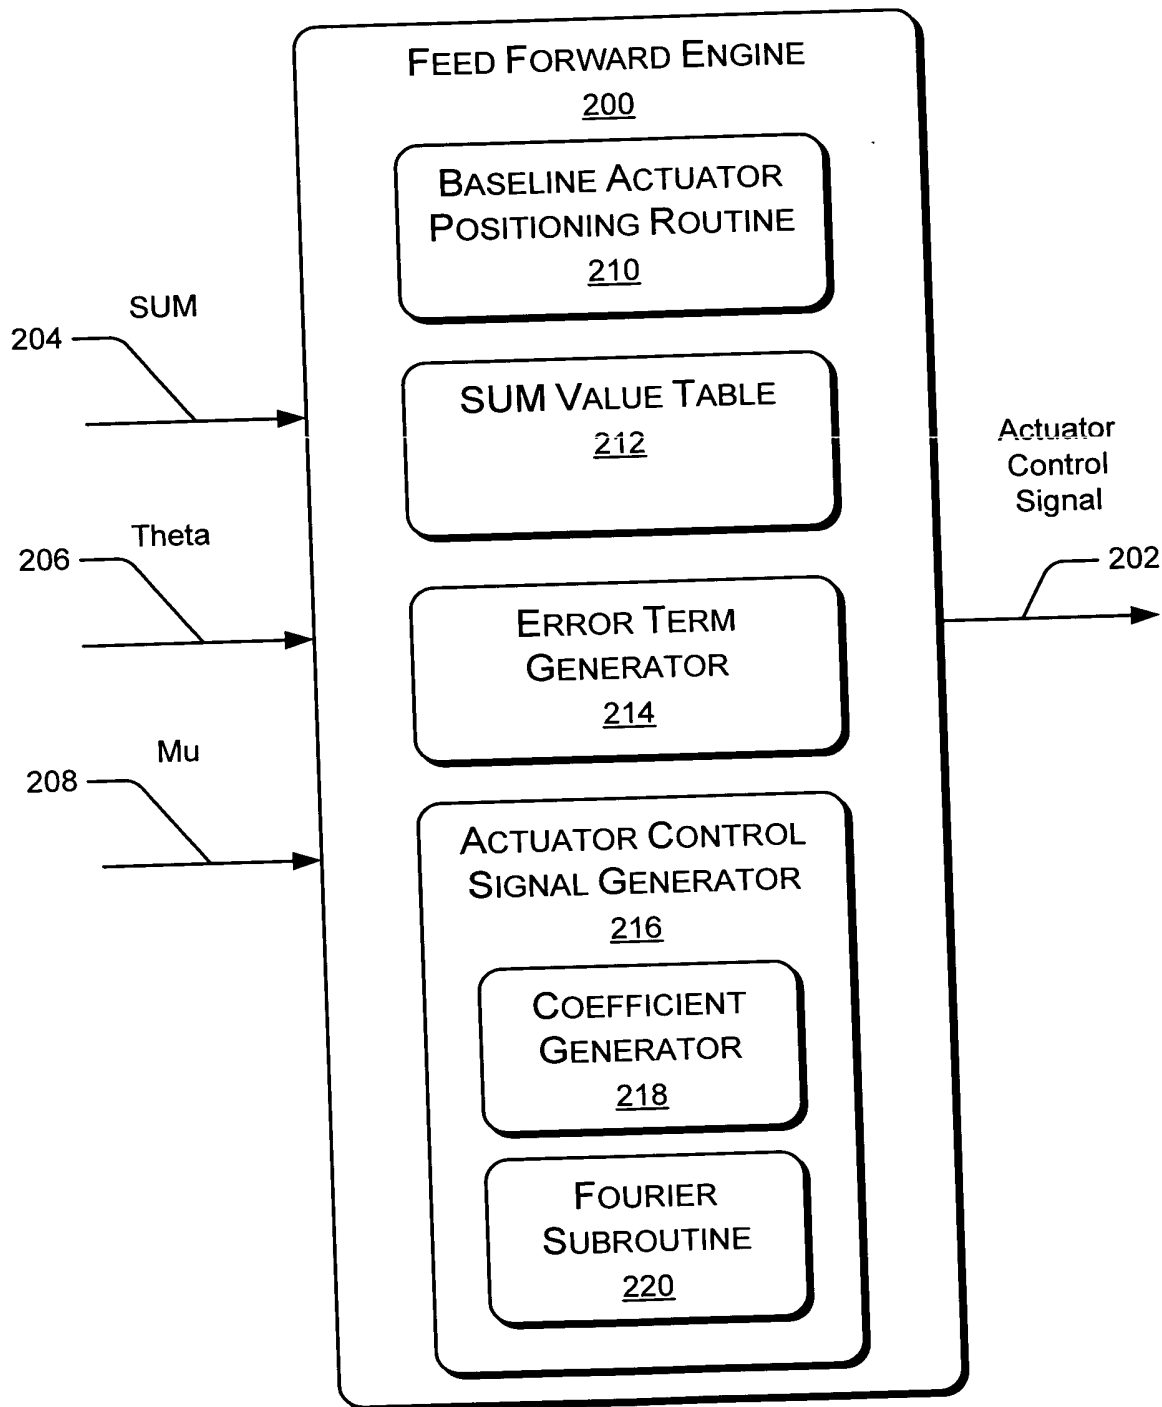 FEED FORWARD ENGINE
200
BASELINE ACTUATOR
POSITIONING ROUTINE
210
SUM
204
SUM VALUE TABLE
212
Actuator
Control
Signal
202
Theta
206
ERROR TERM
GENERATOR
214
Mu
208
ACTUATOR CONTROL
SIGNAL GENERATOR
216
COEFFICIENT
GENERATOR
218
FOURIER
SUBROUTINE
220